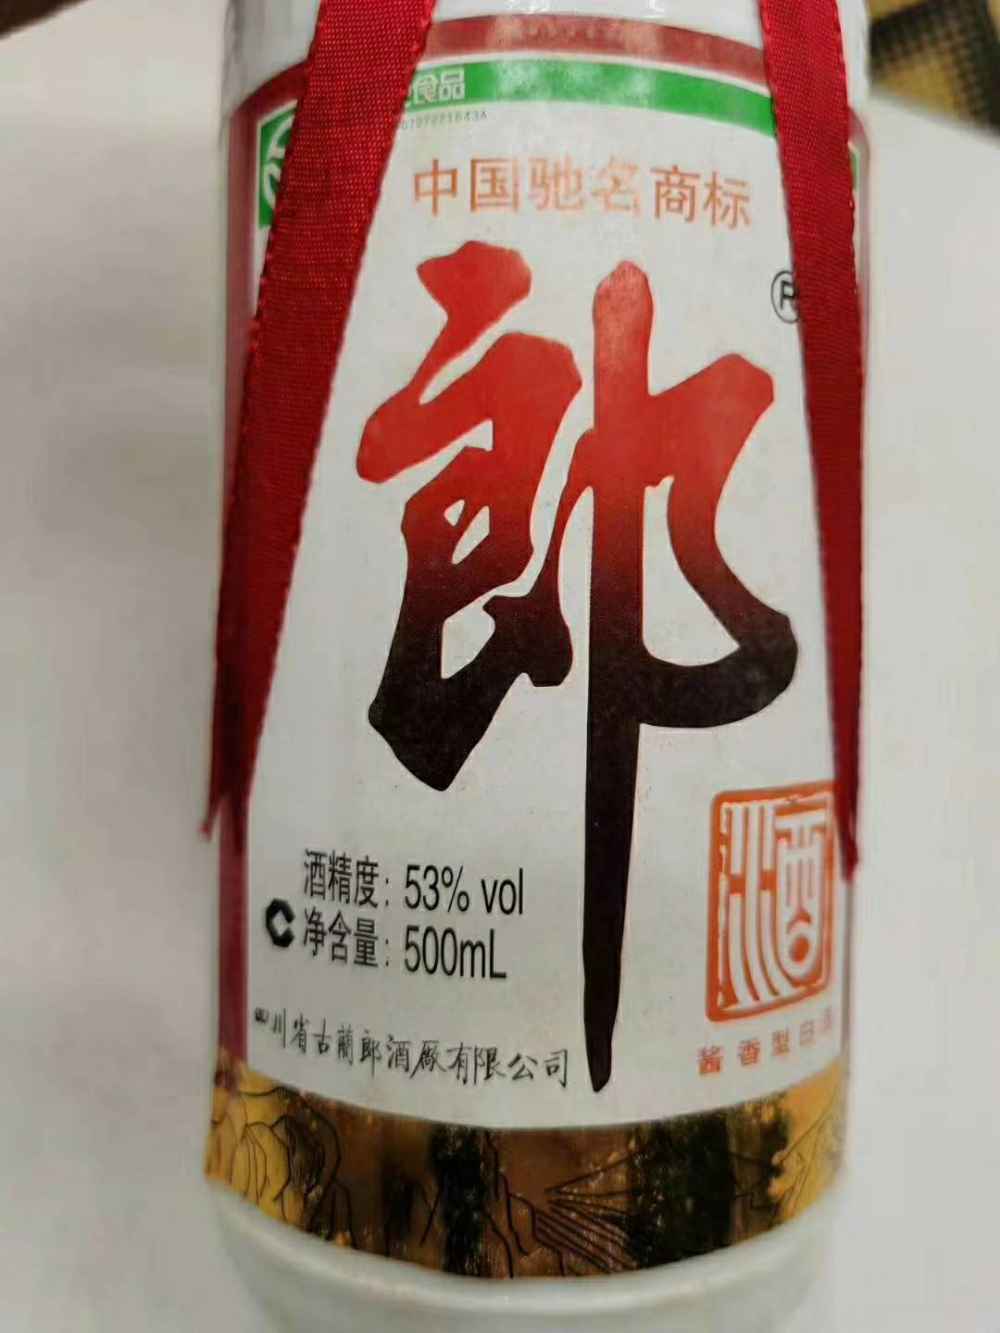 食品
中国驰名商标
®
郎
酒
酒精度: 53% vol
净含量: 500mL
酱香型白酒
四川省古蔺郎酒厰有限公司